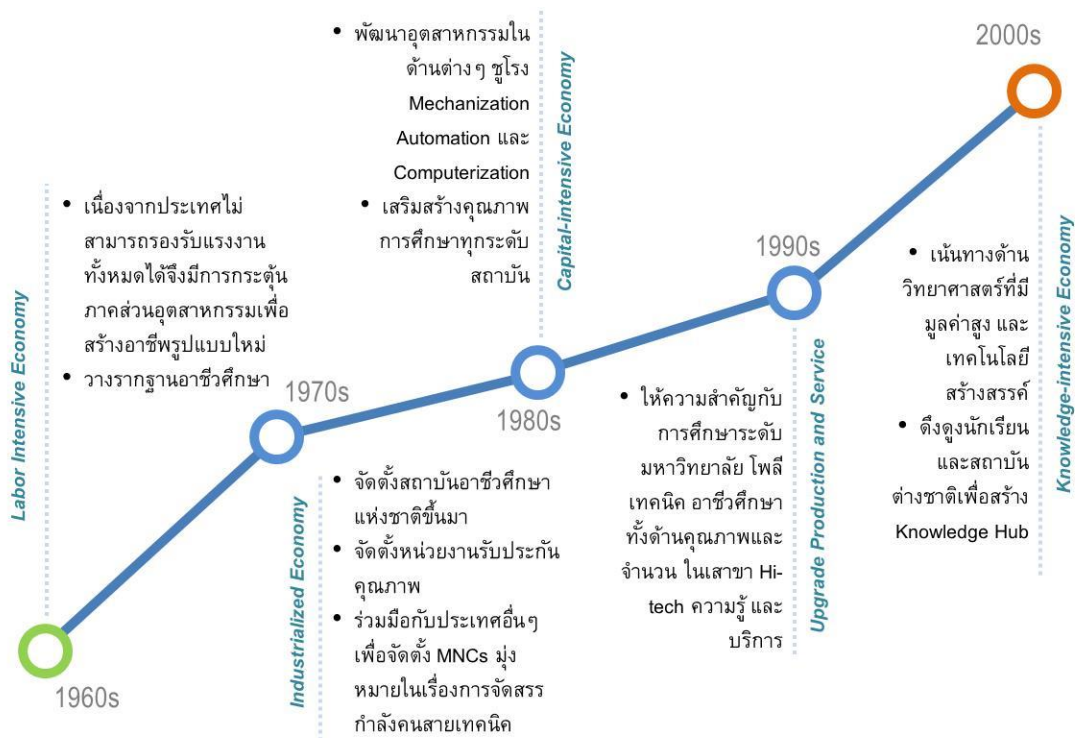 1960s
Labor Intensive Economy
• เนื่องจากประเทศไม่
สามารถรองรับแรงงาน
ทั้งหมดได้จึงมีการกระตุ้น
ภาคส่วนอุตสาหกรรมเพื่อ
สร้างอาชีพรูปแบบใหม่
• วางรากฐานอาชีวศึกษา
1970s
Industrialized Economy
• จัดตั้งสถาบันอาชีวศึกษา
แห่งชาติขึ้นมา
• จัดตั้งหน่วยงานรับประกัน
คุณภาพ
• ร่วมมือกับประเทศอื่นๆ
เพื่อจัดตั้ง MNCs มุ่ง
หมายในเรื่องการจัดสรร
กำลังคนสายเทคนิค
1980s
Capital-intensive Economy
• พัฒนาอุตสาหกรรมใน
ด้านต่างๆ ชูโรง
Mechanization
Automation และ
Computerization
• เสริมสร้างคุณภาพ
การศึกษาทุกระดับ
สถาบัน
1990s
Upgrade Production and Service
• ให้ความสำคัญกับ
การศึกษาระดับ
มหาวิทยาลัย โพลี
เทคนิค อาชีวศึกษา
ทั้งด้านคุณภาพและ
จำนวน ในเสาขา Hi-
tech ความรู้ และ
บริการ
2000s
Knowledge-intensive Economy
• เน้นทางด้าน
วิทยาศาสตร์ที่มี
มูลค่าสูง และ
เทคโนโลยี
สร้างสรรค์
• ดึงดูงนักเรียน
และสถาบัน
ต่างชาติเพื่อสร้าง
Knowledge Hub